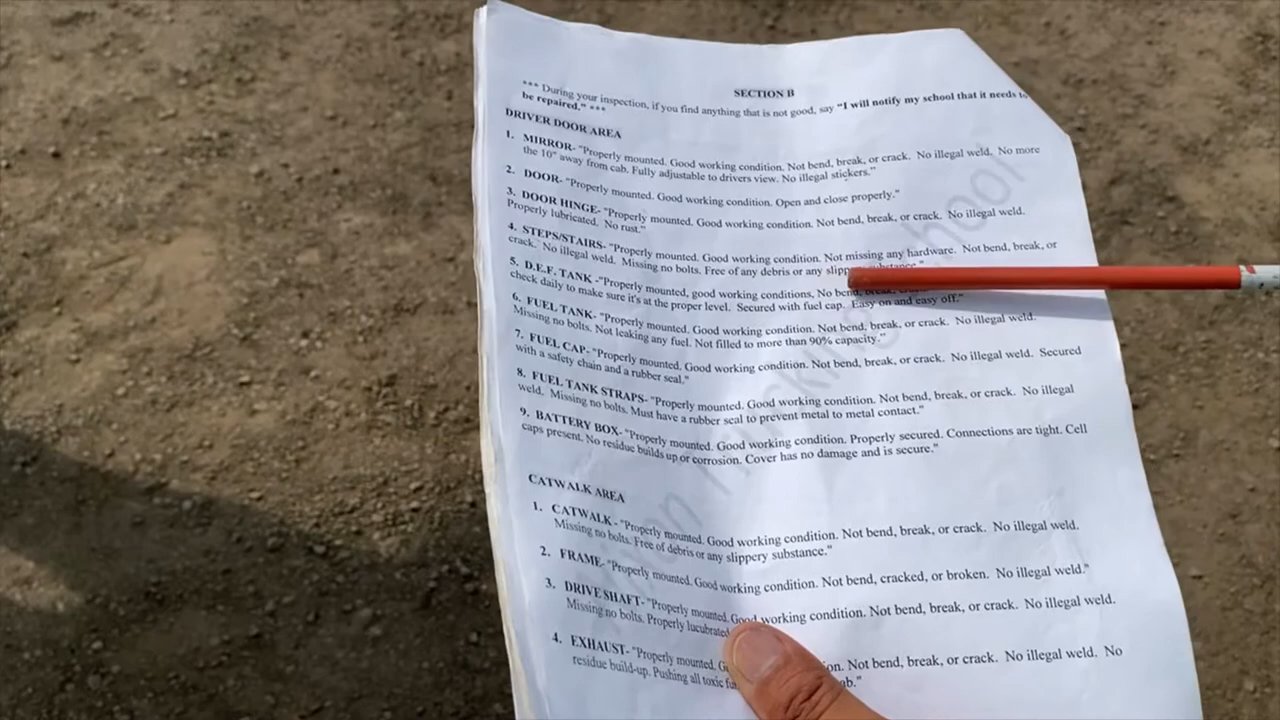 SECTION B
*** During your inspection, if you find anything that is not good, say "I will notify my school that it needs to
be repaired." ***
DRIVER DOOR AREA
1. MIRROR- "Properly mounted. Good working condition. Not bend, break, or crack. No illegal weld. No more
the 10" away from cab. Fully adjustable to drivers view. No illegal stickers."
2. DOOR- "Properly mounted. Good working condition. Open and close properly."
3. DOOR HINGE- "Properly mounted. Good working condition. Not bend, break, or crack. No illegal weld.
Properly lubricated. No rust."
4. STEPS/STAIRS- "Properly mounted. Good working condition. Not missing any hardware. Not bend, break, or
crack. No illegal weld. Missing no bolts. Free of any debris or any slippery substance."
5. D.E.F. TANK -"Properly mounted, good working conditions, No bend, break,
check daily to make sure it's at the proper level. Secured with fuel cap. Easy on and easy off."
6. FUEL TANK- "Properly mounted. Good working condition. Not bend, break, or crack. No illegal weld.
Missing no bolts. Not leaking any fuel. Not filled to more than 90% capacity."
7. FUEL CAP- "Properly mounted. Good working condition. Not bend, break, or crack. No illegal weld. Secured
with a safety chain and a rubber seal."
8. FUEL TANK STRAPS- "Properly mounted. Good working condition. Not bend, break, or crack. No illegal
weld. Missing no bolts. Must have a rubber seal to prevent metal to metal contact."
9. BATTERY BOX- "Properly mounted. Good working condition. Properly secured. Connections are tight. Cell
caps present. No residue builds up or corrosion. Cover has no damage and is secure."
CATWALK AREA
1. CATWALK- "Properly mounted. Good working condition. Not bend, break, or crack. No illegal weld.
Missing no bolts. Free of debris or any slippery substance."
2. FRAME- "Properly mounted. Good working condition. Not bend, cracked, or broken. No illegal weld."
3. DRIVE SHAFT- "Properly mounted. Good working condition. Not bend, break, or crack. No illegal weld.
Missing no bolts. Properly lucubrated
4. EXHAUST- "Properly mounted. Not bend, break, or crack. No illegal weld. No
residue build-up. Pushing all toxic